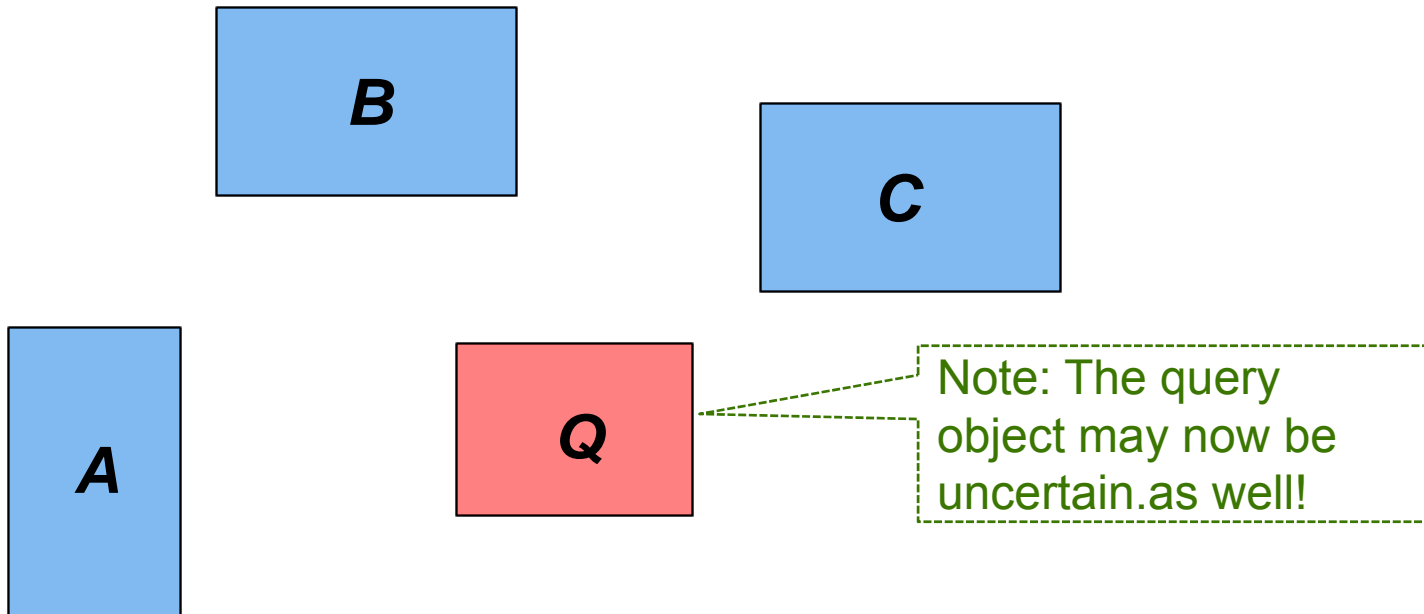 B
C
A
Q
Note: The query
object may now be
uncertain.as well!